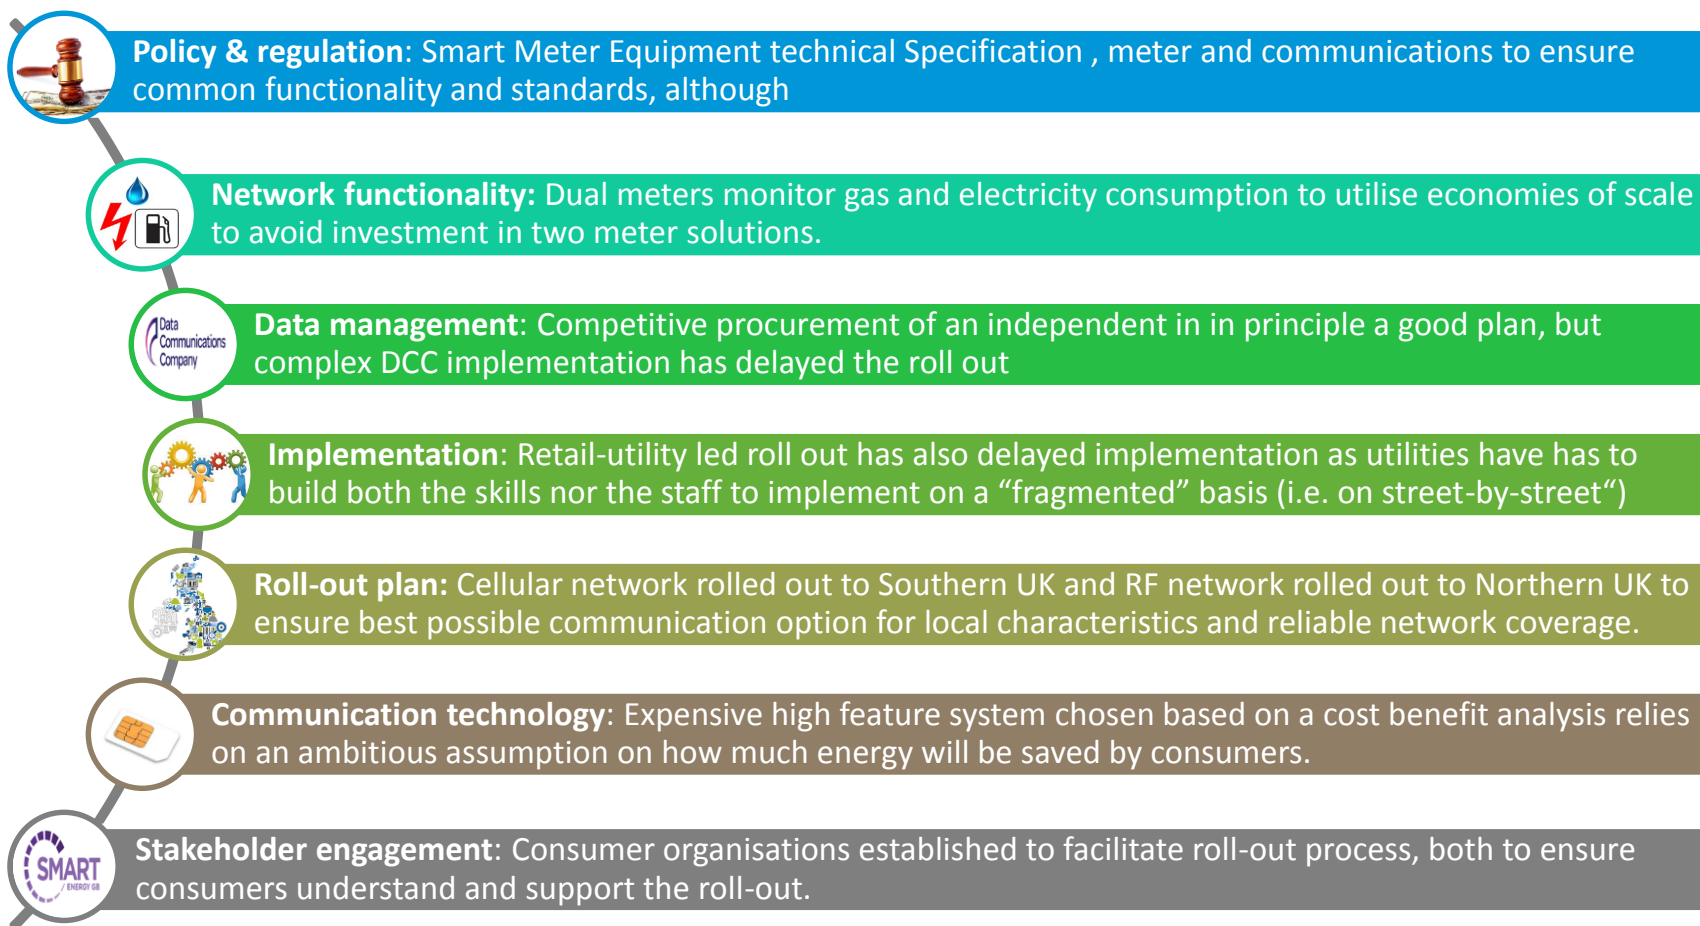 Policy & regulation: Smart Meter Equipment technical Specification , meter and communications to ensure
common functionality and standards, although
Network functionality: Dual meters monitor gas and electricity consumption to utilise economies of scale
to avoid investment in two meter solutions.
Data
Communications
Company
Data management: Competitive procurement of an independent in in principle a good plan, but
complex DCC implementation has delayed the roll out
Implementation: Retail-utility led roll out has also delayed implementation as utilities have has to
build both the skills nor the staff to implement on a “fragmented” basis (i.e. on street-by-street“)
Roll-out plan: Cellular network rolled out to Southern UK and RF network rolled out to Northern UK to
ensure best possible communication option for local characteristics and reliable network coverage.
Communication technology: Expensive high feature system chosen based on a cost benefit analysis relies
on an ambitious assumption on how much energy will be saved by consumers.
SMART
/ ENERGY GB
Stakeholder engagement: Consumer organisations established to facilitate roll-out process, both to ensure
consumers understand and support the roll-out.